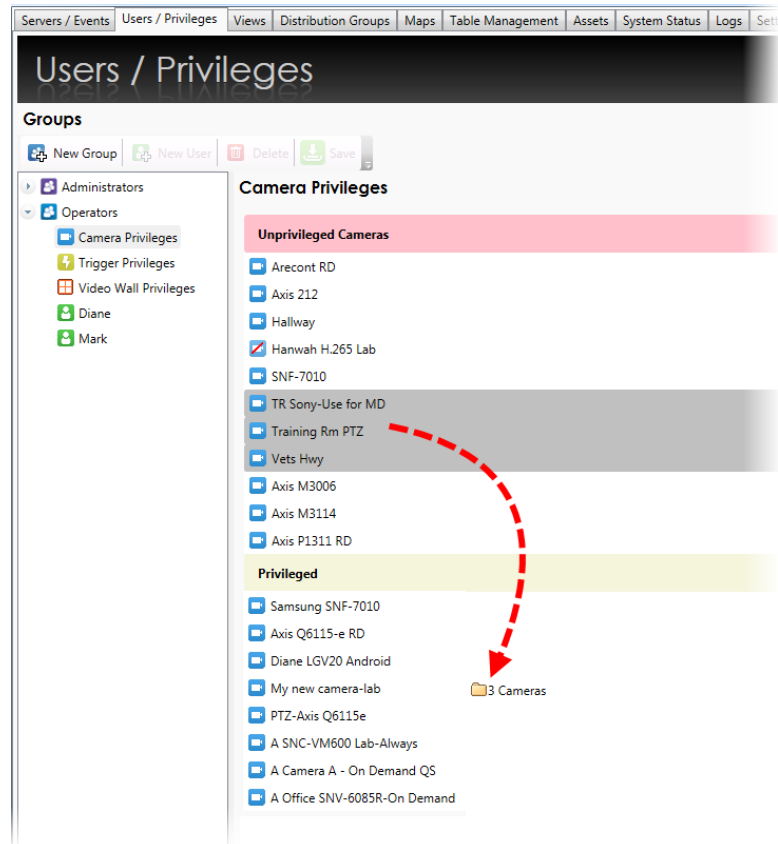 Servers / Events Users / Privileges Views Distribution Groups Maps Table Management Assets System Status Logs
Users / Privileges
Groups
New Group New User Delete Save
Administrators
Operators
Camera Privileges
Trigger Privileges
Video Wall Privileges
Diane
Mark
Camera Privileges
Unprivileged Cameras
Arecont RD
Axis 212
Hallway
Hanwah H.265 Lab
SNF-7010
TR Sony-Use for MD
Training Rm PTZ
Vets Hwy
Axis M3006
Axis M3114
Axis P1311 RD
Privileged
Samsung SNF-7010
Axis Q6115-e RD
Diane LGV20 Android
My new camera-lab
3 Cameras
PTZ-Axis Q6115e
A SNC-VM600 Lab-Always
A Camera A - On Demand QS
A Office SNV-6085R-On Demand